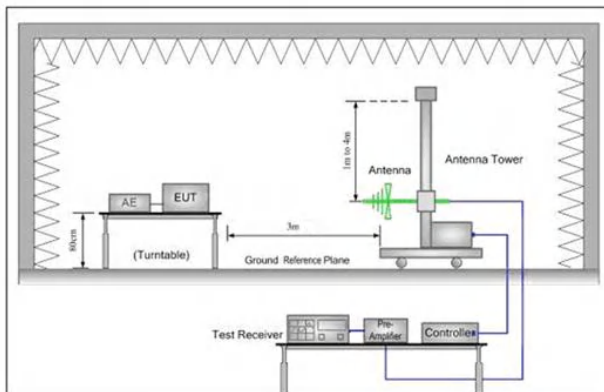 1m to 4m
Antenna
Antenna Tower
AE
EUT
80cm
(Turntable)
3m
Ground Reference Plane
Test Receiver
Pre-
Amplifier
Controller